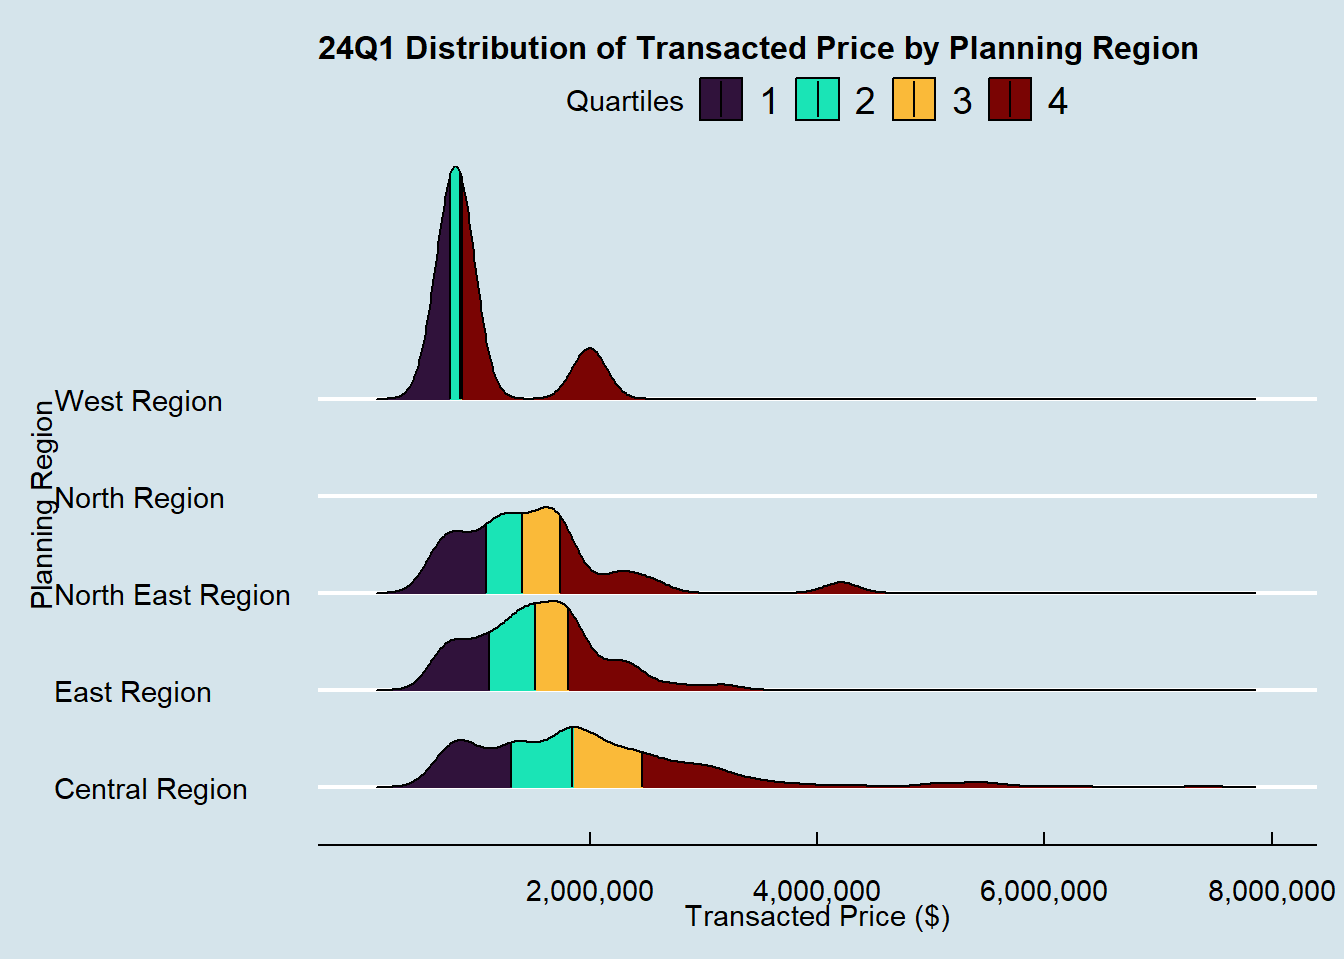 24Q1 Distribution of Transacted Price by Planning Region
Quartiles 1 2 3 4
Planning Region
West Region
North Region
North East Region
East Region
Central Region
2,000,000 4,000,000 6,000,000 8,000,000
Transacted Price ($)